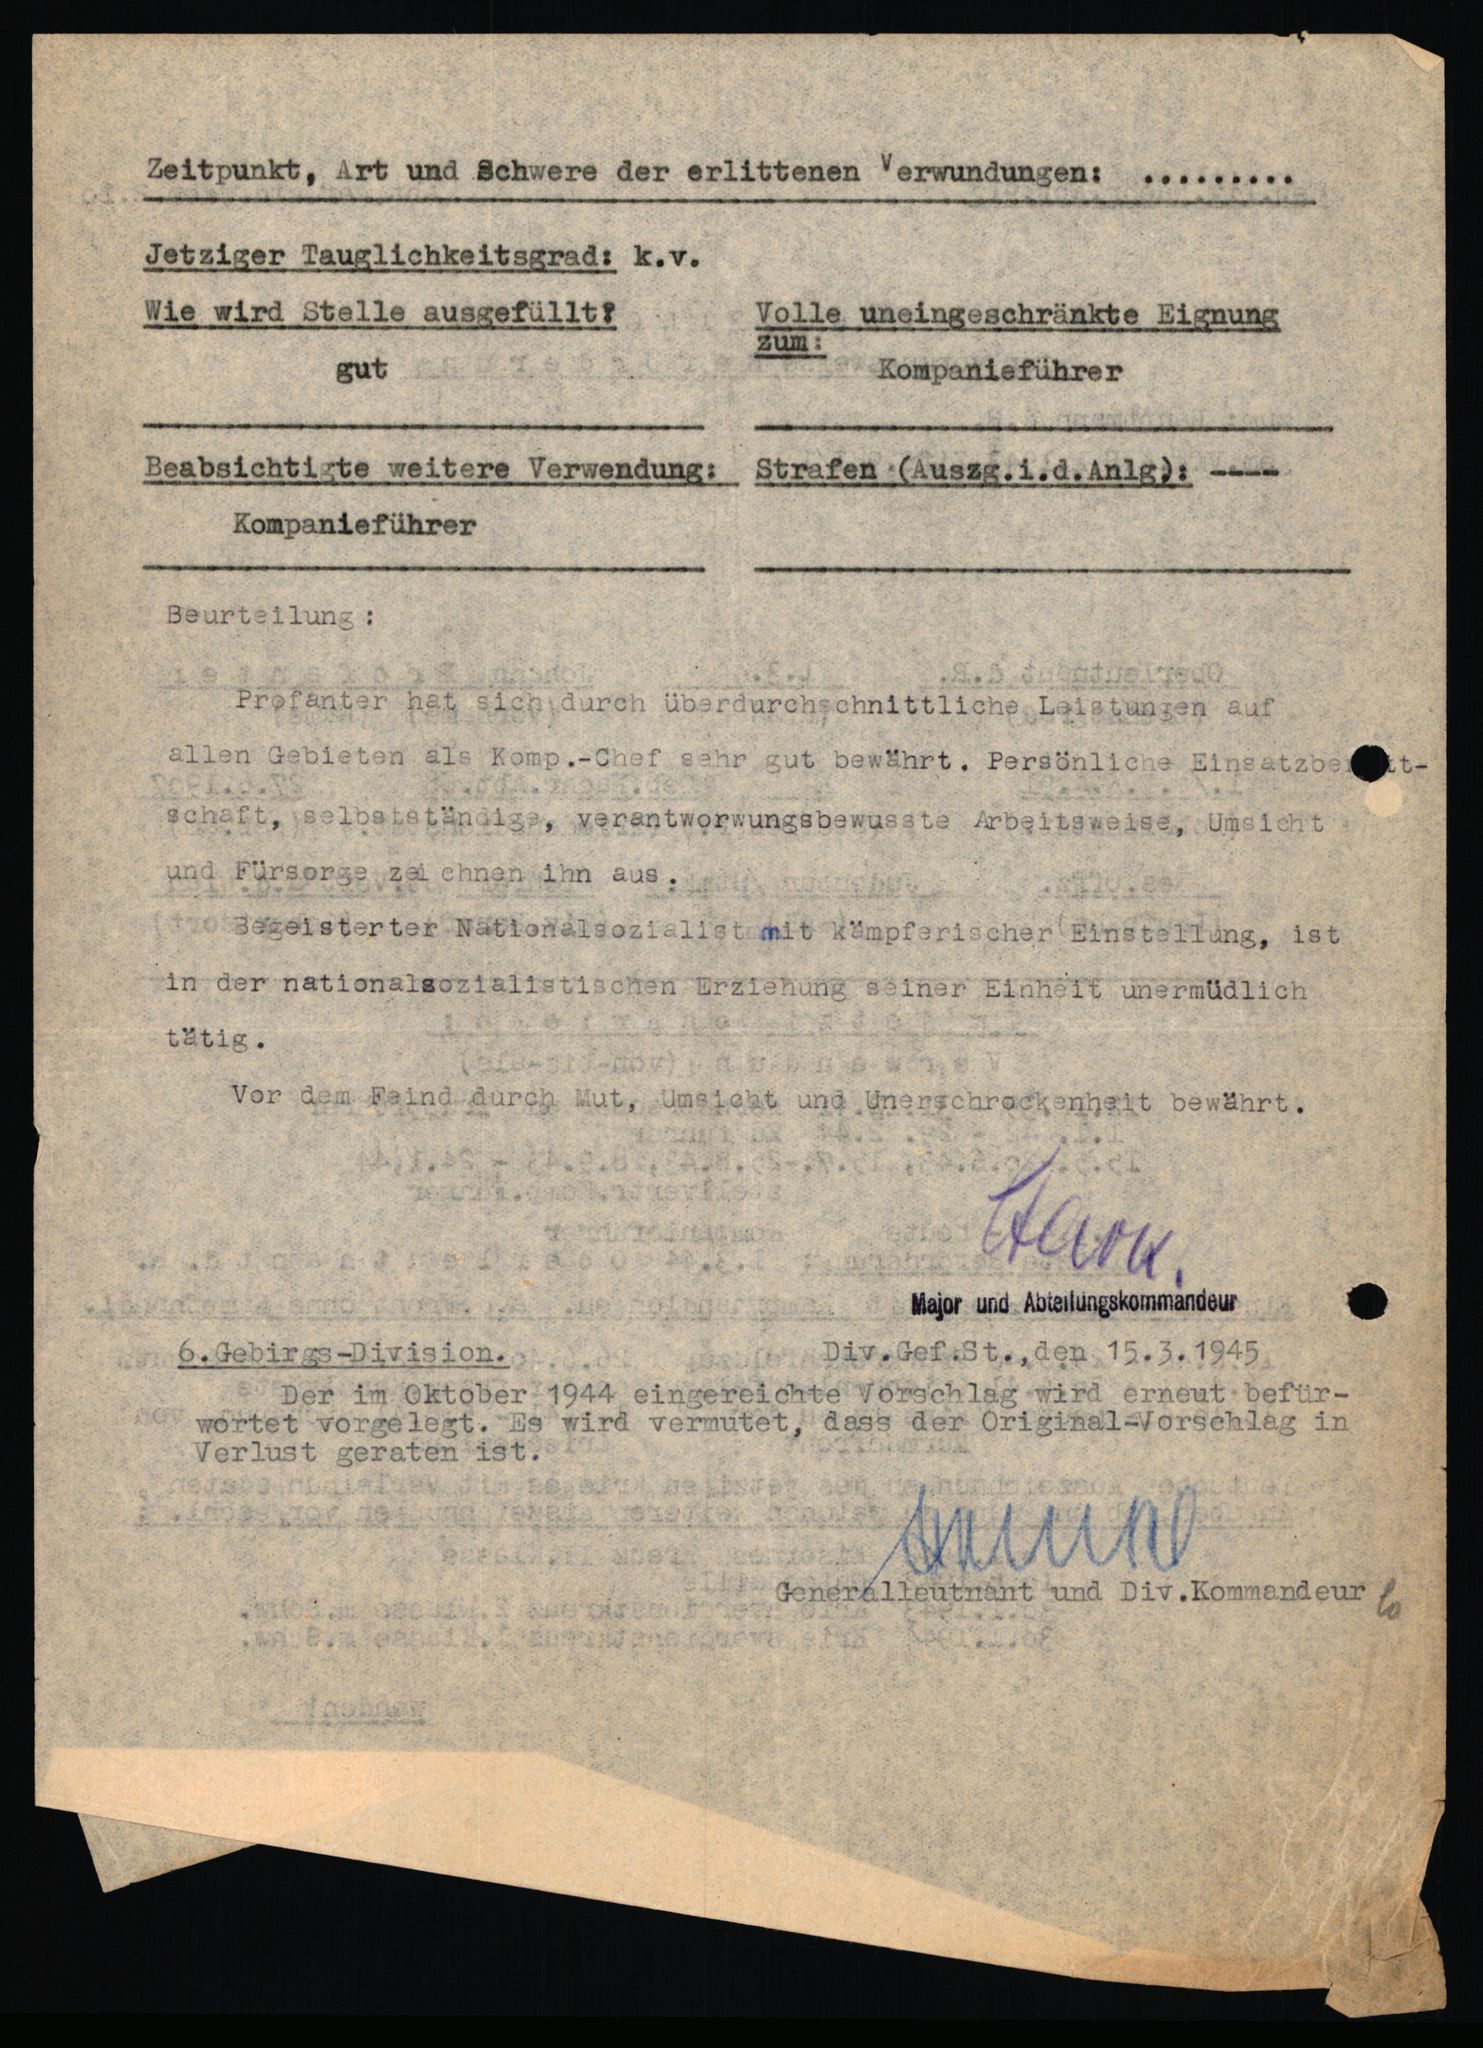 Zeitpunkt, Art und Schwere der erlittenen Verwundungen: .........
Jetziger Tauglichkeitsgrad: k.v.
Wie wird Stelle ausgefüllt?
gut
Volle uneingeschränkte Eignung
zum:
Kompanieführer
Beabsichtigte weitere Verwendung:
Kompanieführer
Strafen (Auszg.i.d.Anlg): ----
Beurteilung:
Profanter hat sich durch überdurchschnittliche Leistungen auf
allen Gebieten als Komp.-Chef sehr gut bewährt. Persönliche Einsatzbereit-
schaft, selbstständige, verantworwungsbewusste Arbeitsweise, Umsicht
und Fürsorge zeichnen ihn aus.
Begeisterter Nationalsozialist mit kämpferischer Einstellung, ist
in der nationalsozialistischen Erziehung seiner Einheit unermüdlich
tätig.
Vor dem Feind durch Mut, Umsicht und Unerschrockenheit bewährt.
Major und Abteilungskommandeur
6.Gebirgs-Division.
Div.Gef.St.,den 15.3.1945
Der im Oktober 1944 eingereichte Vorschlag wird erneut befür-
wortet vorgelegt. Es wird vermutet, dass der Original-Vorschlag in
Verlust geraten ist.
Generalleutnant und Div.Kommandeur